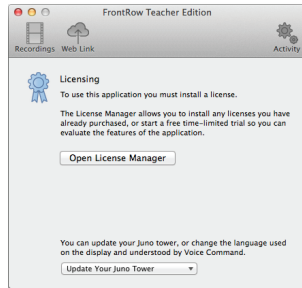 FrontRow Teacher Edition
Recordings Web Link Activity
Licensing
To use this application you must install a license.
The License Manager allows you to install any licenses you have
already purchased, or start a free time-limited trial so you can
evaluate the features of the application.
Open License Manager
You can update your Juno tower, or change the language used
on the display and understood by Voice Command.
Update Your Juno Tower